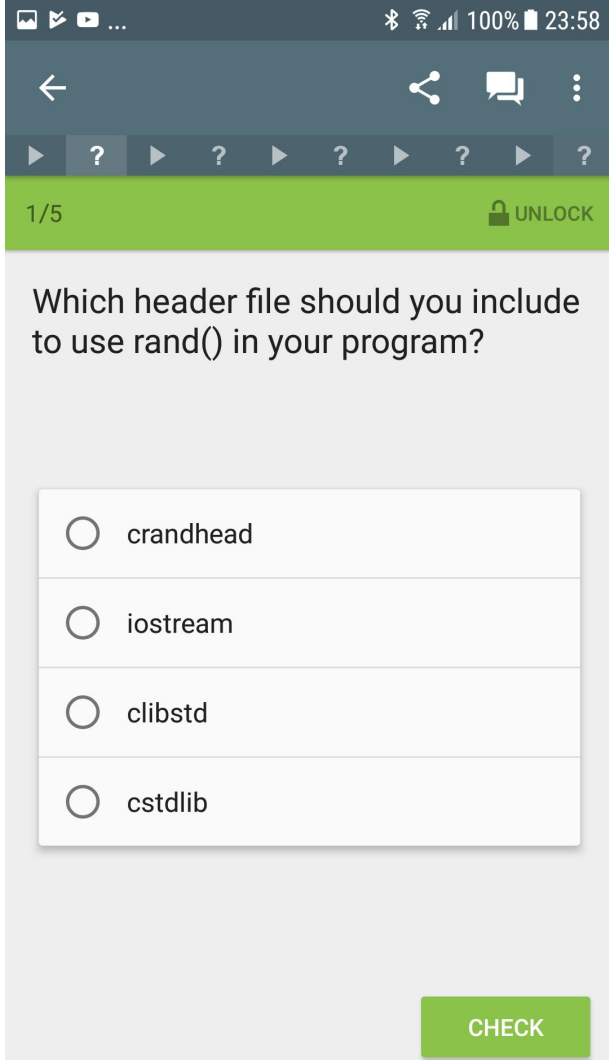 ... 100% 23:58
? ? ? ? ?
1/5 UNLOCK
Which header file should you include
to use rand() in your program?
crandhead
iostream
clibstd
cstdlib
CHECK